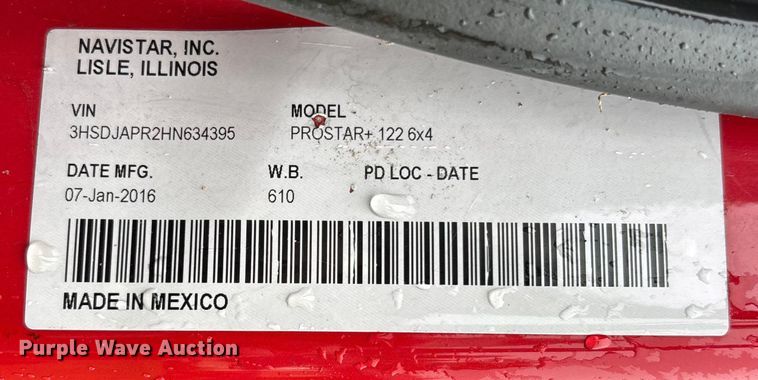 NAVISTAR, INC.
LISLE, ILLINOIS
VIN MODEL -
3HSDJAPR2HN634395 PROSTAR+ 122 6x4
DATE MFG. W.B. PD LOC - DATE
07-Jan-2016 610
MADE IN MEXICO
Purple Wave Auction